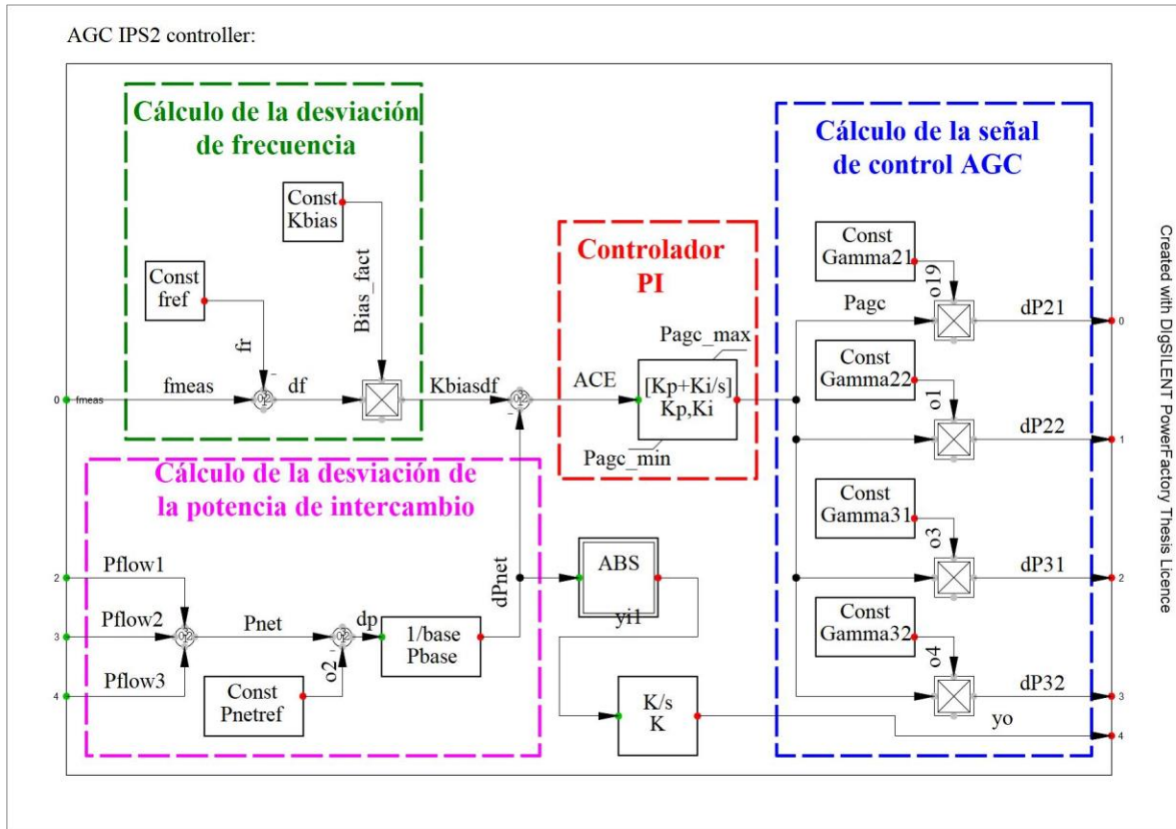 AGC IPS2 controller:
Cálculo de la desviación
de frecuencia
Const
Kbias
Const
fref
fr
Bias_fact
0
fmeas
fmeas
df
Kbiasdf
ACE
Controlador
PI
Pagc_max
[Kp+Ki/s]
Kp,Ki
Pagc_min
Cálculo de la desviación de
la potencia de intercambio
2
Pflow1
3
Pflow2
4
Pflow3
Pnet
Const
Pnetref
o2
dp
1/base
Pbase
dPnet
ABS
yi1
K/s
K
Cálculo de la señal
de control AGC
Const
Gamma21
o19
Pagc
dP21
0
Const
Gamma22
o1
dP22
1
Const
Gamma31
o3
dP31
2
Const
Gamma32
o4
dP32
3
yo
4
Created with DIgSILENT PowerFactory Thesis Licence